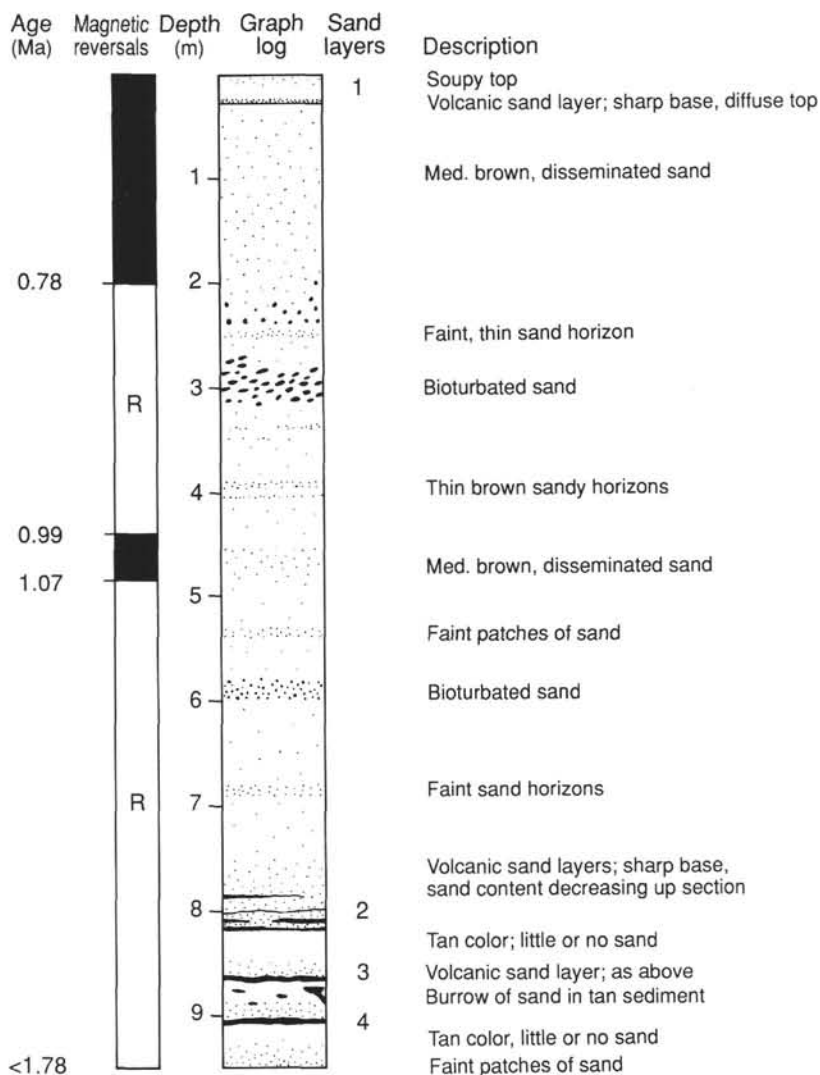 Age Magnetic Depth Graph Sand
(Ma) reversals (m) log layers Description
Soupy top
1
Volcanic sand layer; sharp base, diffuse top
1 Med. brown, disseminated sand
0.78 2
Faint, thin sand horizon
R 3 Bioturbated sand
4 Thin brown sandy horizons
0.99
Med. brown, disseminated sand
1.07 5
Faint patches of sand
6 Bioturbated sand
Faint sand horizons
R 7
Volcanic sand layers; sharp base,
sand content decreasing up section
8 2
Tan color; little or no sand
3 Volcanic sand layer; as above
Burrow of sand in tan sediment
9 4
Tan color, little or no sand
<1.78 Faint patches of sand